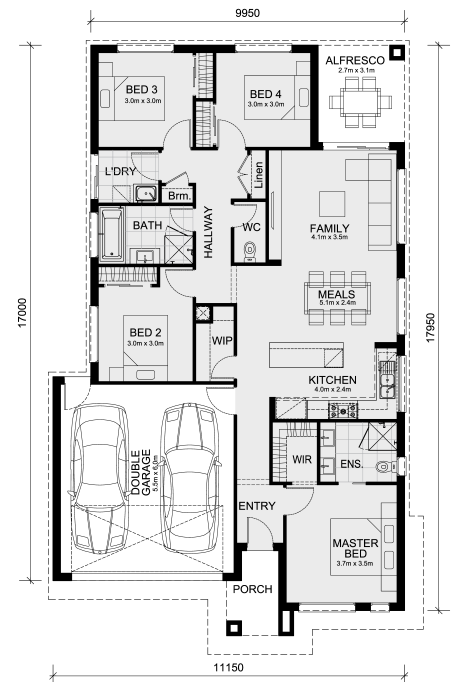 9950
ALFRESCO
2.7m x 3.1m
BED 3
3.0m x 3.0m
BED 4
3.0m x 3.0m
L'DRY
Brm.
Linen
BATH
HALLWAY
WC
FAMILY
4.1m x 3.5m
MEALS
5.1m x 2.4m
17000
17950
BED 2
3.0m x 3.0m
WIP
KITCHEN
4.0m x 2.4m
DOUBLE
GARAGE
5.5m x 6.0m
WIR
ENS.
ENTRY
MASTER
BED
3.7m x 3.5m
PORCH
11150